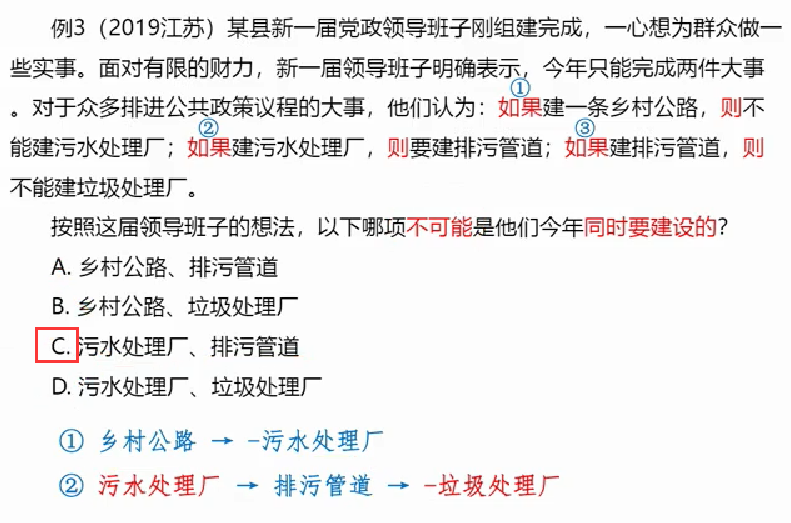 例3（2019江苏）某县新一届党政领导班子刚组建完成，一心想为群众做一
些实事。面对有限的财力，新一届领导班子明确表示，今年只能完成两件大事
①
。对于众多排进公共政策议程的大事，他们认为：如果建一条乡村公路，则不
② ③
能建污水处理厂；如果建污水处理厂，则要建排污管道；如果建排污管道，则
不能建垃圾处理厂。
按照这届领导班子的想法，以下哪项不可能是他们今年同时要建设的？
A. 乡村公路、排污管道
B. 乡村公路、垃圾处理厂
C. 污水处理厂、排污管道
D. 污水处理厂、垃圾处理厂
① 乡村公路 → -污水处理厂
② 污水处理厂 → 排污管道 → -垃圾处理厂